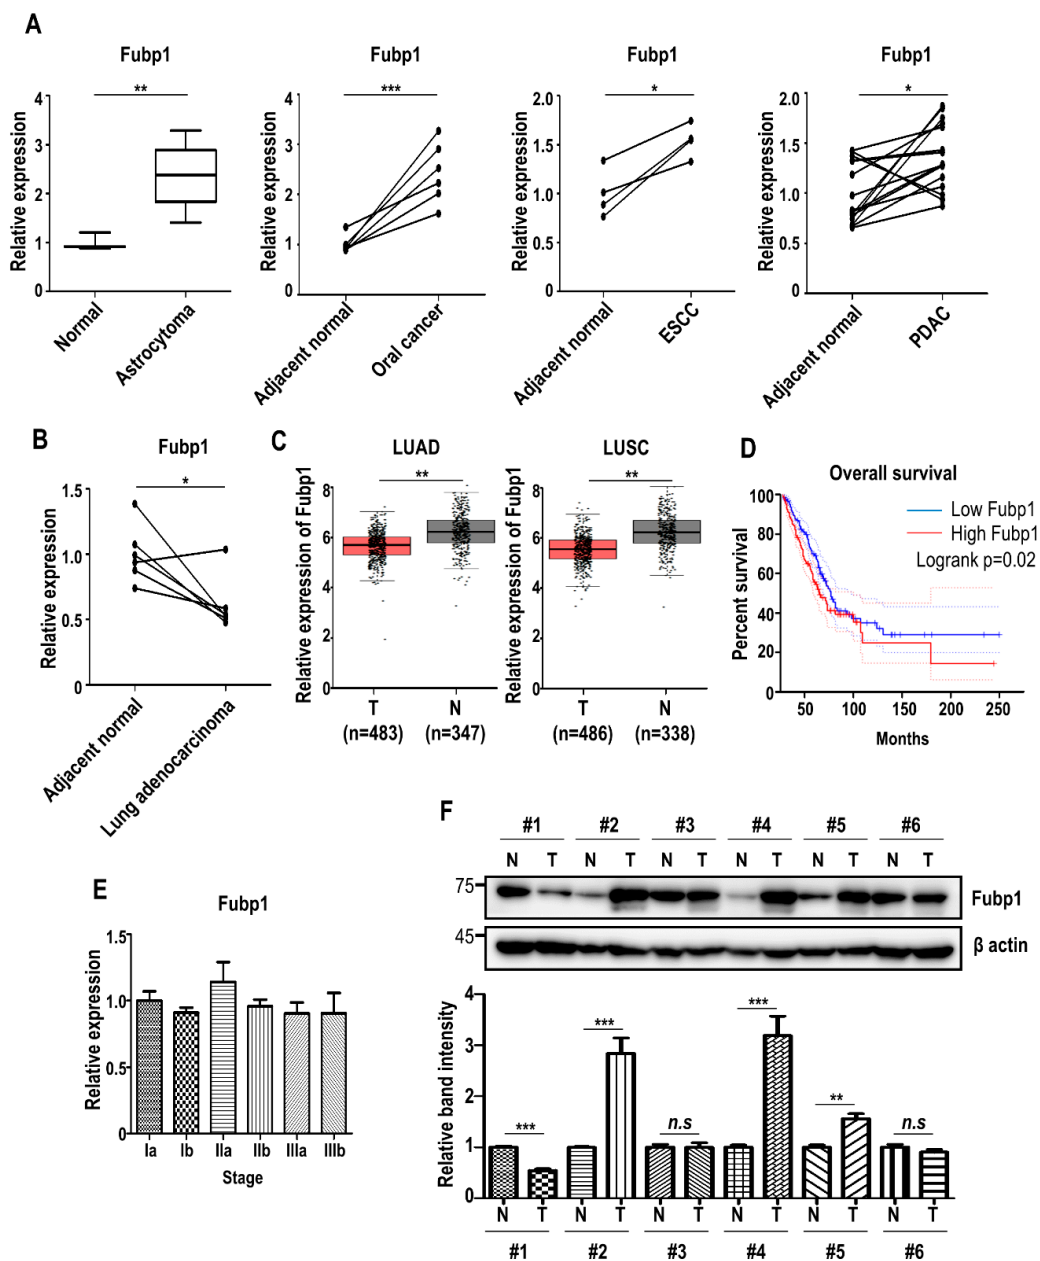 A
Fubp1
Relative expression
4
3
2
1
0
**
Normal
Astrocytoma
Fubp1
Relative expression
4
3
2
1
0
***
Adjacent normal
Oral cancer
Fubp1
Relative expression
2.0
1.5
1.0
0.5
0
*
Adjacent normal
ESCC
Fubp1
Relative expression
2.0
1.5
1.0
0.5
0
*
Adjacent normal
PDAC
B
Fubp1
Relative expression
1.5
1.0
0.5
0
*
Adjacent normal
Lung adenocarcinoma
C
LUAD
Relative expression of Fubp1
8
6
4
2
0
**
T
N
(n=483)
(n=347)
LUSC
Relative expression of Fubp1
8
6
4
2
0
**
T
N
(n=486)
(n=338)
D
Overall survival
Percent survival
100
80
60
40
20
0
Low Fubp1
High Fubp1
Logrank p=0.02
50 100 150 200 250
Months
E
Fubp1
Relative expression
1.5
1.0
0.5
0
Ia Ib IIa IIb IIIa IIIb
Stage
F
#1 #2 #3 #4 #5 #6
N T N T N T N T N T N T
75
Fubp1
45
β actin
Relative band intensity
4
3
2
1
0
*** *** n.s *** ** n.s
N T N T N T N T N T N T
#1 #2 #3 #4 #5 #6